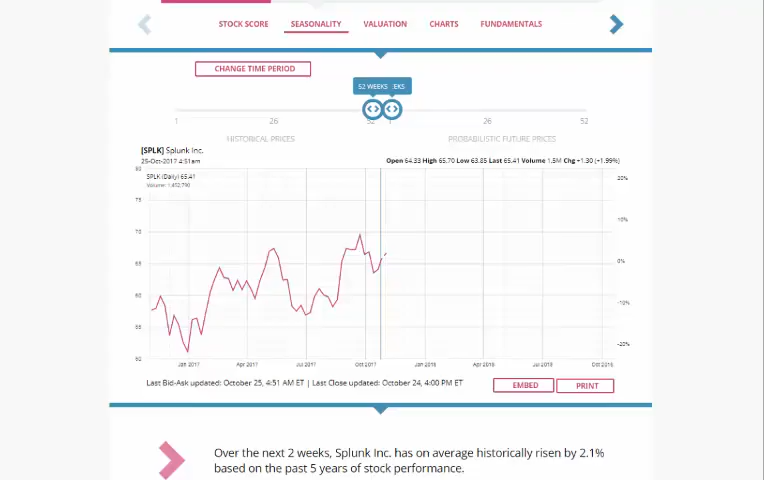 STOCK SCORE SEASONALITY VALUATION CHARTS FUNDAMENTALS
CHANGE TIME PERIOD
52 WEEKS EKS
1 26 52 1 26 52
HISTORICAL PRICES PROBABILISTIC FUTURE PRICES
[SPLK] Splunk Inc.
25-Oct-2017 4:51am Open 64.33 High 65.70 Low 63.85 Last 65.41 Volume 1.5M Chg +1.30 (+1.99%)
80
SPLK (Daily) 65.41 20%
Volume: 1,452,790
75
70 10%
65 0%
60 -10%
55
-20%
50
Jan 2017 Apr 2017 Jul 2017 Oct 2017 Jan 2018 Apr 2018 Jul 2018 Oct 2018
Last Bid-Ask updated: October 25, 4:51 AM ET | Last Close updated: October 24, 4:00 PM ET EMBED PRINT
Over the next 2 weeks, Splunk Inc. has on average historically risen by 2.1%
based on the past 5 years of stock performance.